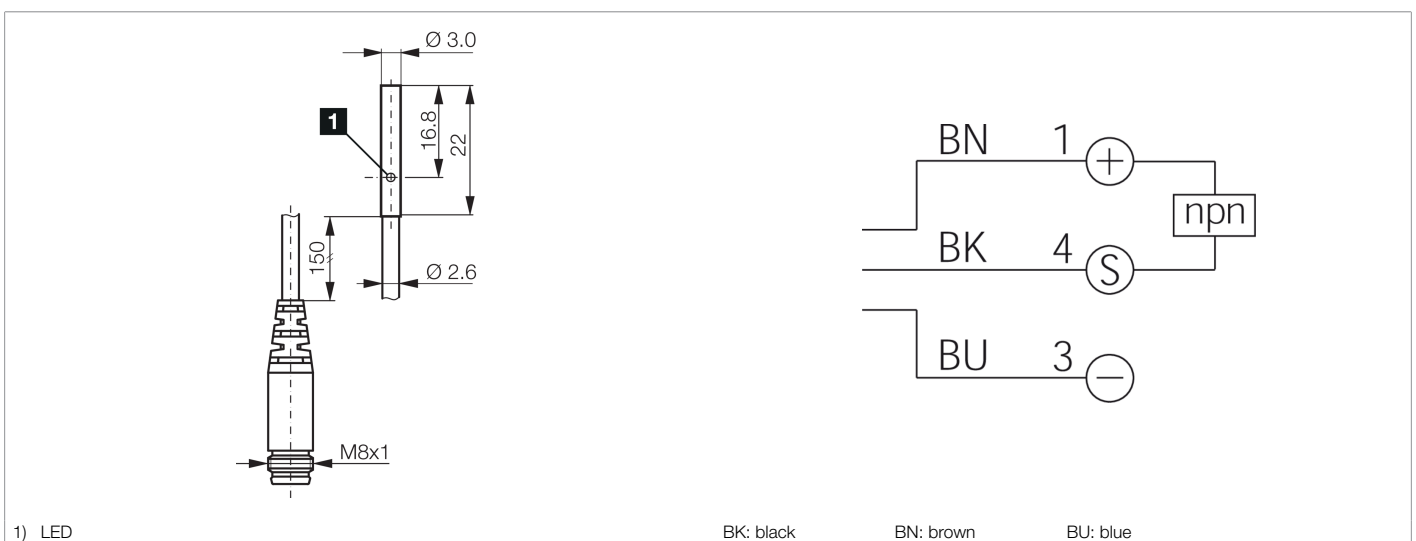 Ø 3.0
1
16.8
22
150
Ø 2.6
M8x1
BN 1 +
npn
BK 4 S
BU 3 −
1) LED
BK: black BN: brown BU: blue